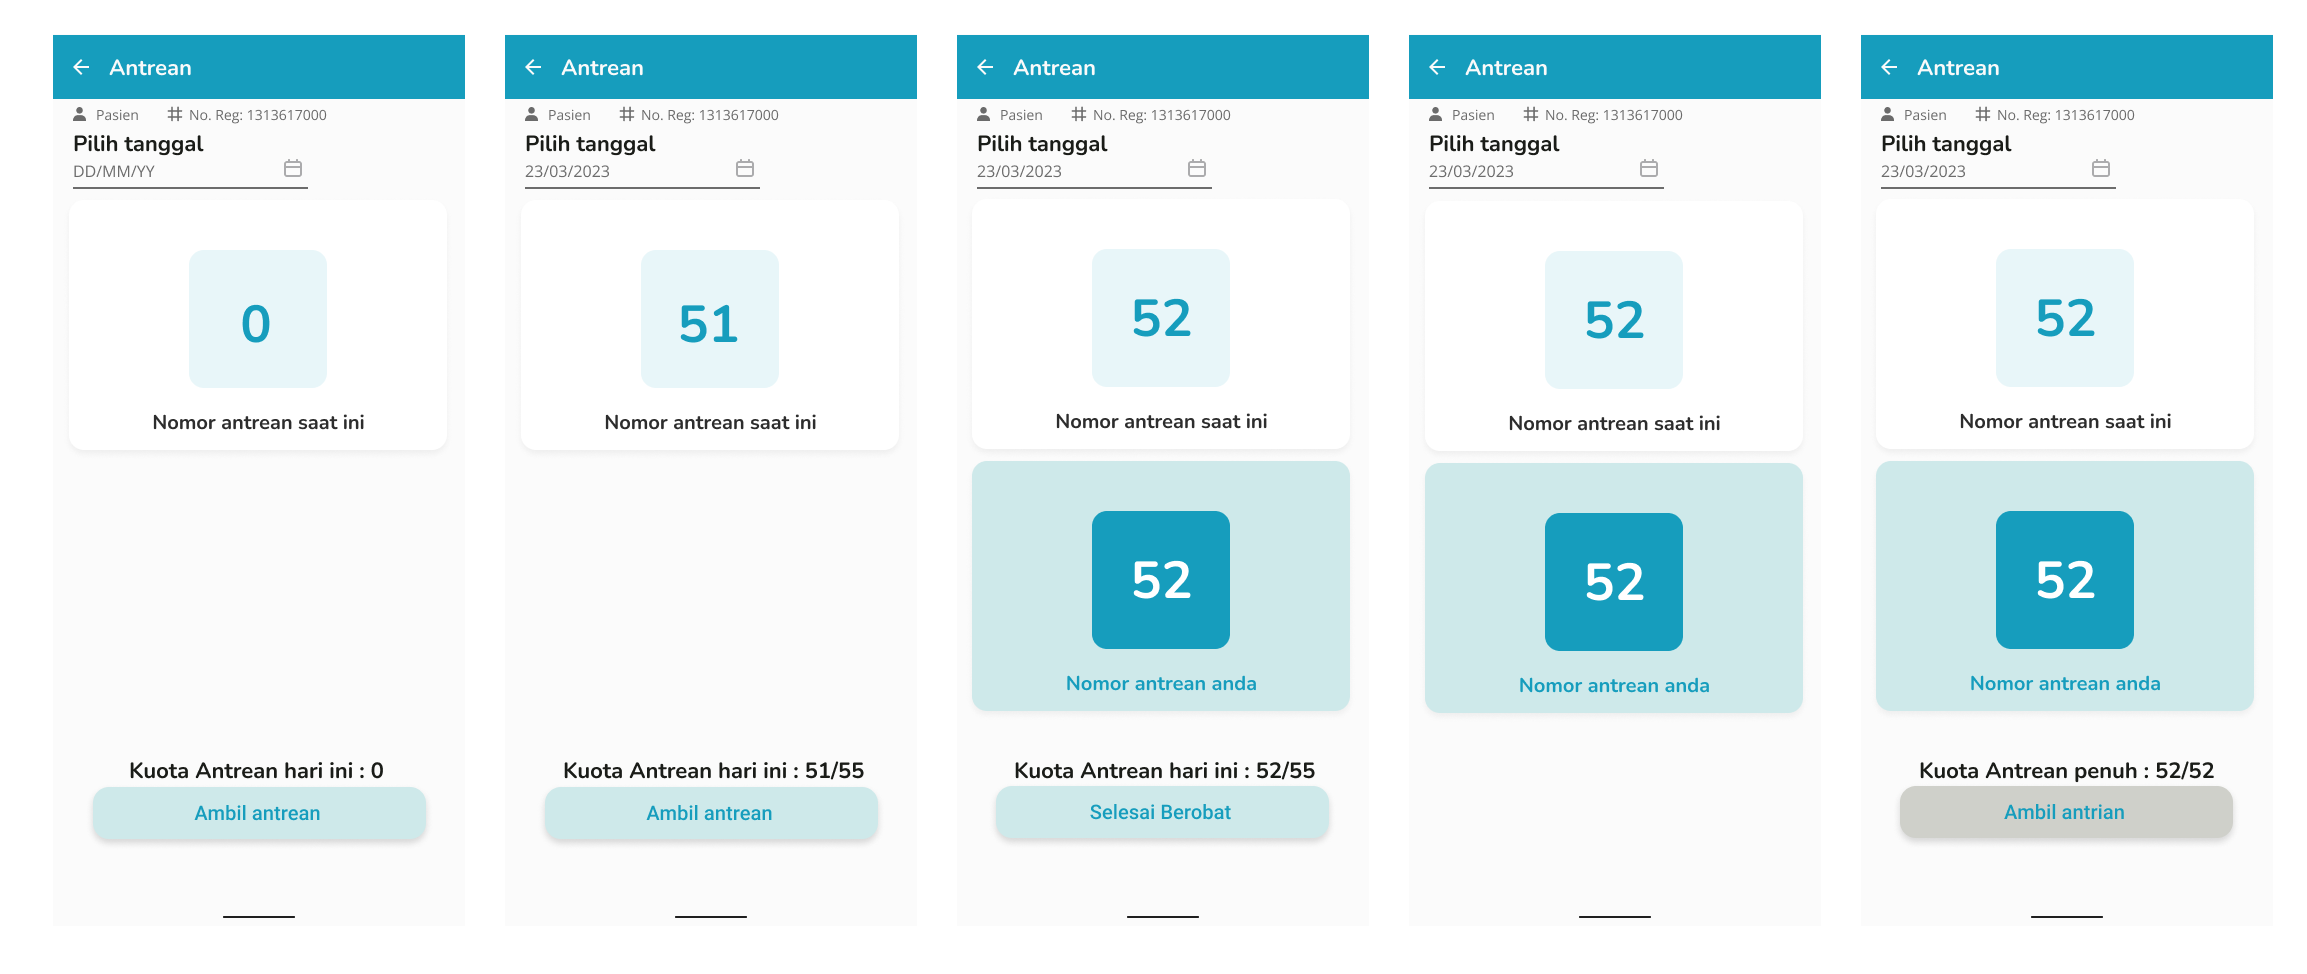 Antrean
Pasien No. Reg: 1313617000
Pilih tanggal
DD/MM/YY
0
Nomor antrean saat ini
Kuota Antrean hari ini : 0
Ambil antrean
Antrean
Pasien No. Reg: 1313617000
Pilih tanggal
23/03/2023
51
Nomor antrean saat ini
Kuota Antrean hari ini : 51/55
Ambil antrean
Antrean
Pasien No. Reg: 1313617000
Pilih tanggal
23/03/2023
52
Nomor antrean saat ini
52
Nomor antrean anda
Kuota Antrean hari ini : 52/55
Selesai Berobat
Antrean
Pasien No. Reg: 1313617000
Pilih tanggal
23/03/2023
52
Nomor antrean saat ini
52
Nomor antrean anda
Antrean
Pasien No. Reg: 1313617000
Pilih tanggal
23/03/2023
52
Nomor antrean saat ini
52
Nomor antrean anda
Kuota Antrean penuh : 52/52
Ambil antrian